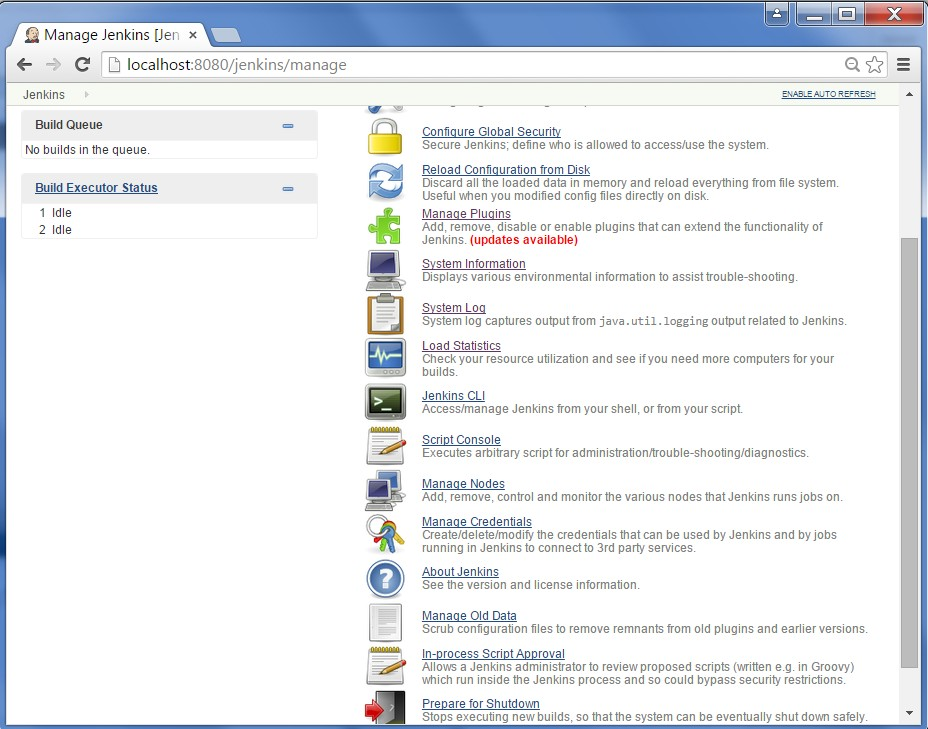 Manage Jenkins [Jen
localhost:8080/jenkins/manage
Jenkins
ENABLE AUTO REFRESH
Build Queue
No builds in the queue.
Build Executor Status
1 Idle
2 Idle
Configure Global Security
Secure Jenkins; define who is allowed to access/use the system.
Reload Configuration from Disk
Discard all the loaded data in memory and reload everything from file system.
Useful when you modified config files directly on disk.
Manage Plugins
Add, remove, disable or enable plugins that can extend the functionality of
Jenkins. (updates available)
System Information
Displays various environmental information to assist trouble-shooting.
System Log
System log captures output from java.util.logging output related to Jenkins.
Load Statistics
Check your resource utilization and see if you need more computers for your
builds.
Jenkins CLI
Access/manage Jenkins from your shell, or from your script.
Script Console
Executes arbitrary script for administration/trouble-shooting/diagnostics.
Manage Nodes
Add, remove, control and monitor the various nodes that Jenkins runs jobs on.
Manage Credentials
Create/delete/modify the credentials that can be used by Jenkins and by jobs
running in Jenkins to connect to 3rd party services.
About Jenkins
See the version and license information.
Manage Old Data
Scrub configuration files to remove remnants from old plugins and earlier versions.
In-process Script Approval
Allows a Jenkins administrator to review proposed scripts (written e.g. in Groovy)
which run inside the Jenkins process and so could bypass security restrictions.
Prepare for Shutdown
Stops executing new builds, so that the system can be eventually shut down safely.